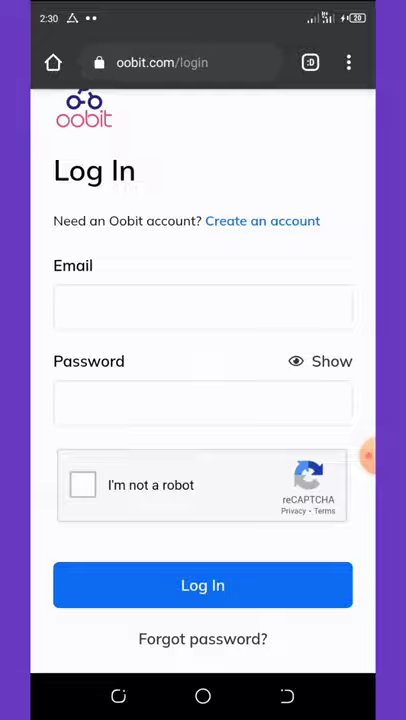 2:30
20
oobit.com/login
:D
oobit
Log In
Need an Oobit account? Create an account
Email
Password
Show
I'm not a robot
reCAPTCHA
Privacy - Terms
Log In
Forgot password?